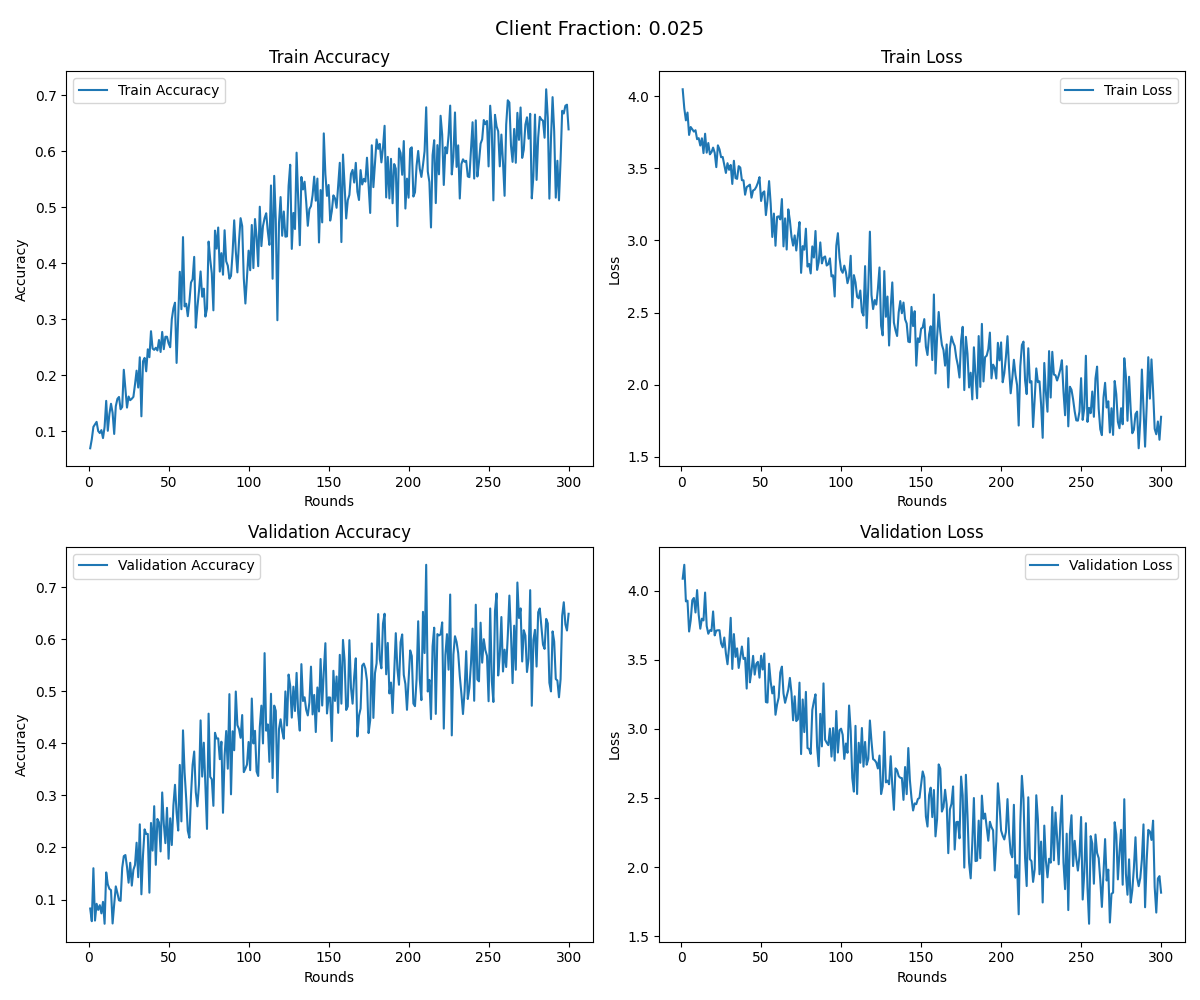 Client Fraction: 0.025
Train Accuracy
Train Accuracy
Accuracy
0.7
0.6
0.5
0.4
0.3
0.2
0.1
0 50 100 150 200 250 300
Rounds
Train Loss
Train Loss
Loss
4.0
3.5
3.0
2.5
2.0
1.5
0 50 100 150 200 250 300
Rounds
Validation Accuracy
Validation Accuracy
Accuracy
0.7
0.6
0.5
0.4
0.3
0.2
0.1
0 50 100 150 200 250 300
Rounds
Validation Loss
Validation Loss
Loss
4.0
3.5
3.0
2.5
2.0
1.5
0 50 100 150 200 250 300
Rounds